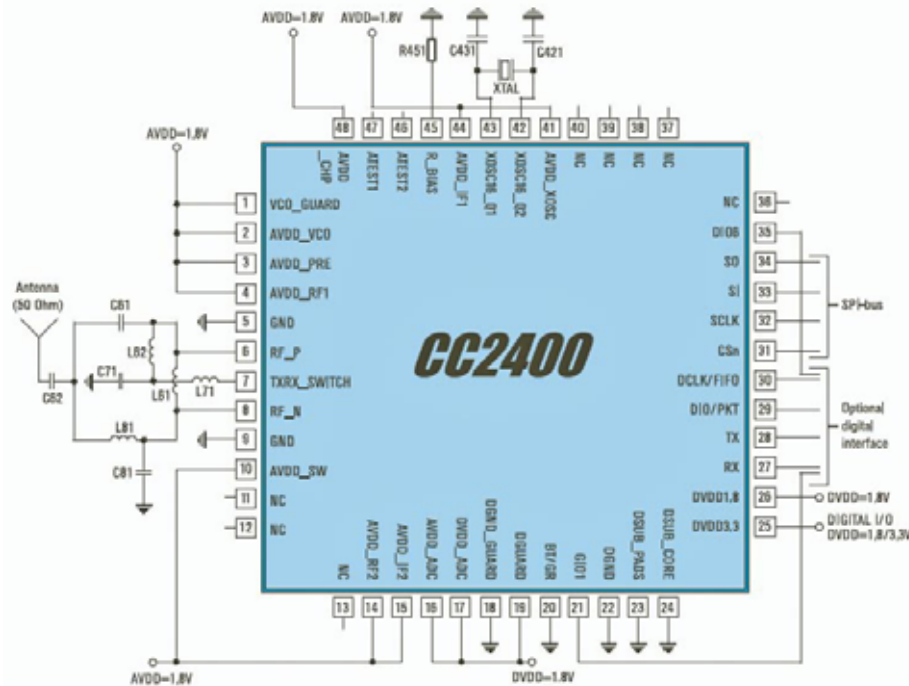 AVDD=1.8V
AVDD=1.8V
R451
C431
C421
XTAL
48
47
46
45
44
43
42
41
40
39
38
37
AVDD
_CHP
ATEST1
ATEST2
R_BIAS
AVDD_IF1
XOSC16_Q1
XOSC16_Q2
AVDD_XOSC
NC
NC
NC
NC
AVDD=1,8V
1 VCO_GUARD
2 AVDD_VCO
3 AVDD_PRE
4 AVDD_RF1
5 GND
6 RF_P
7 TXRX_SWITCH
8 RF_N
9 GND
10 AVDD_SW
11 NC
12 NC
Antenna
(50 Ohm)
C61
L62
C71
L61
L71
C62
L81
C81
CC2400
NC 36
DIO8 35
SO 34
SI 33
SCLK 32
CSn 31
DCLK/FIFO 30
DIO/PKT 29
TX 28
RX 27
DVDD1,8 26
DVDD3,3 25
SPI-bus
Optional
digital
interface
DVDD=1.8V
DIGITAL I/O
DVDD=1,8/3,3V
NC
AVDD_RF2
AVDD_IF2
AVDD_ADC
DVDD_ADC
DGND_GUARD
DGUARD
BT/GR
GIO1
DGND
DSUB_PADS
DSUB_CORE
13
14
15
16
17
18
19
20
21
22
23
24
AVDD=1,8V
DVDD=1.8V